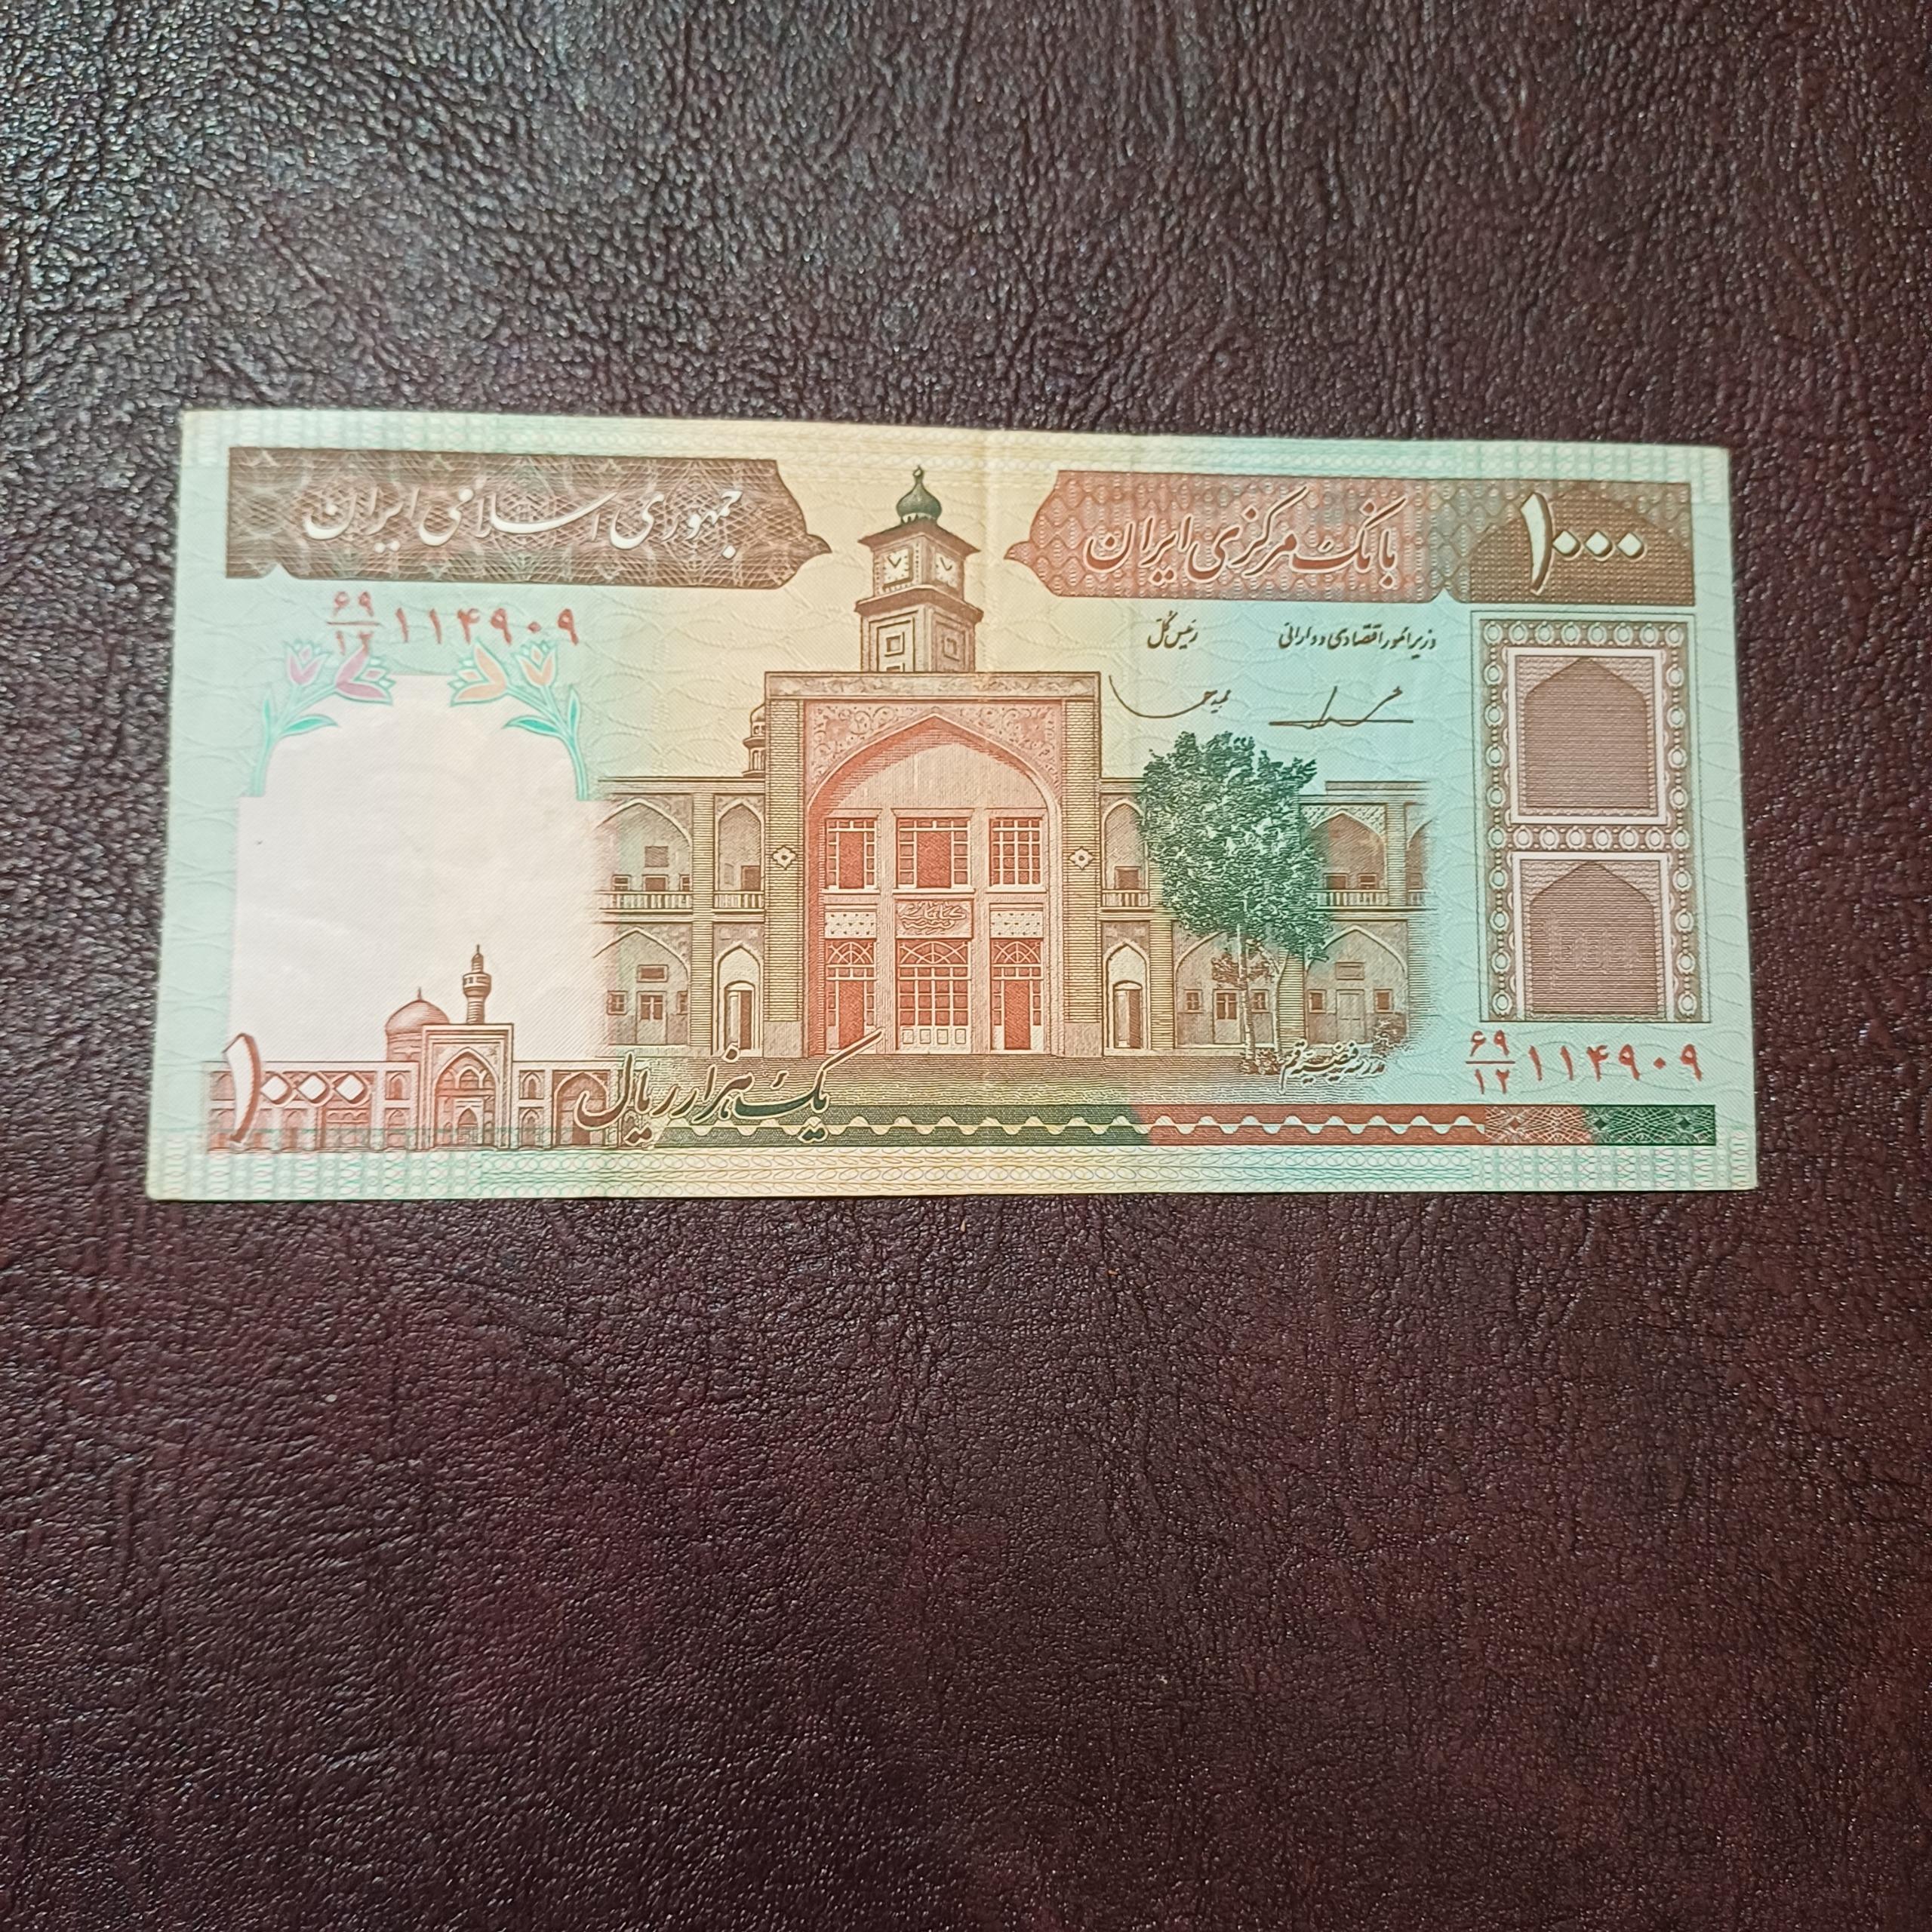 جمهوری اسلامی ایران
بانک مرکزی ایران
۱۰۰۰
۶۹/۱۲ ۱۱۴۹۰۹
رئیس کل
وزیر امور اقتصادی و دارائی
مدرسه فیضیه قم
۶۹/۱۲ ۱۱۴۹۰۹
۱۰۰۰
یک هزار ریال